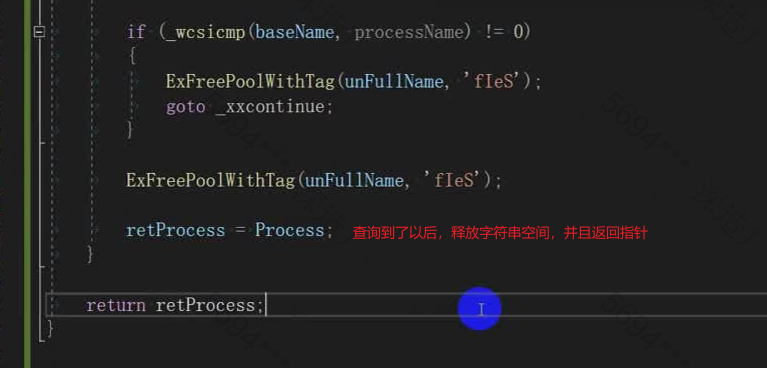 if (_wcsicmp(baseName, processName) != 0)
{
ExFreePoolWithTag(unFullName, 'fIeS');
goto _xxcontinue;
}
ExFreePoolWithTag(unFullName, 'fIeS');
retProcess = Process; 查询到了以后，释放字符串空间，并且返回指针
}
return retProcess;
}